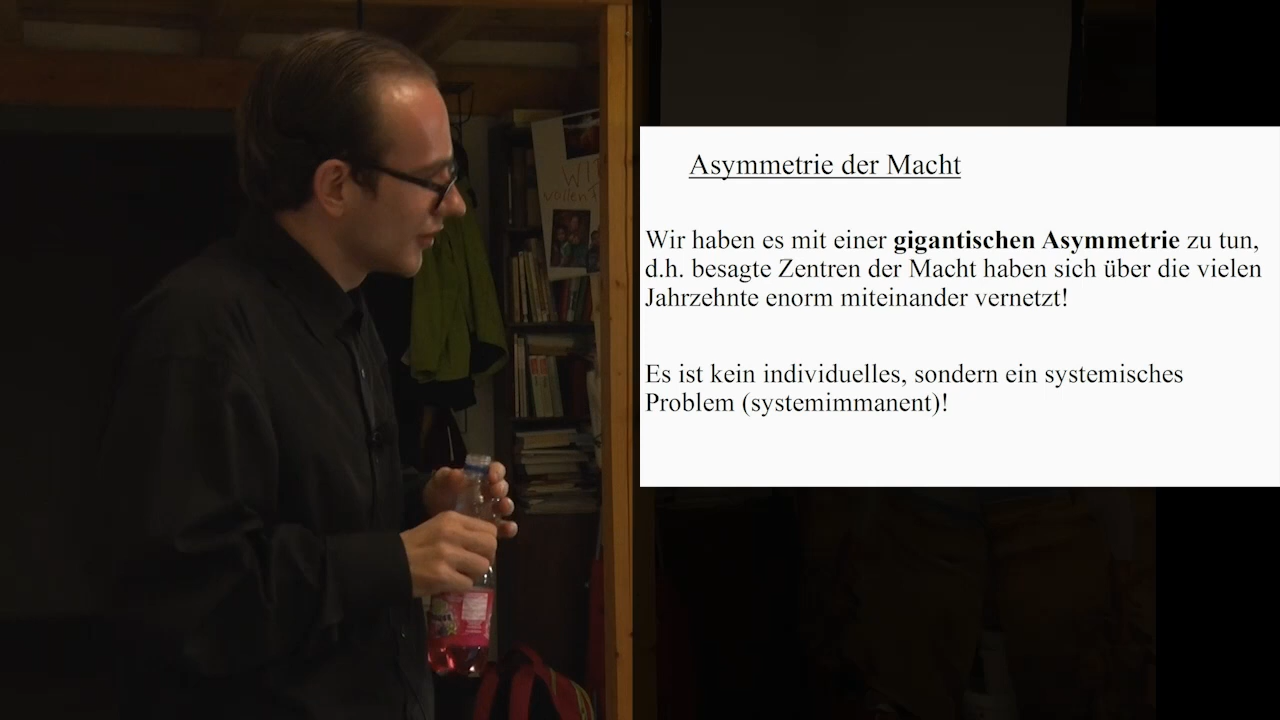 Asymmetrie der Macht
Wir haben es mit einer gigantischen Asymmetrie zu tun,
d.h. besagte Zentren der Macht haben sich über die vielen
Jahrzehnte enorm miteinander vernetzt!
Es ist kein individuelles, sondern ein systemisches
Problem (systemimmanent)!